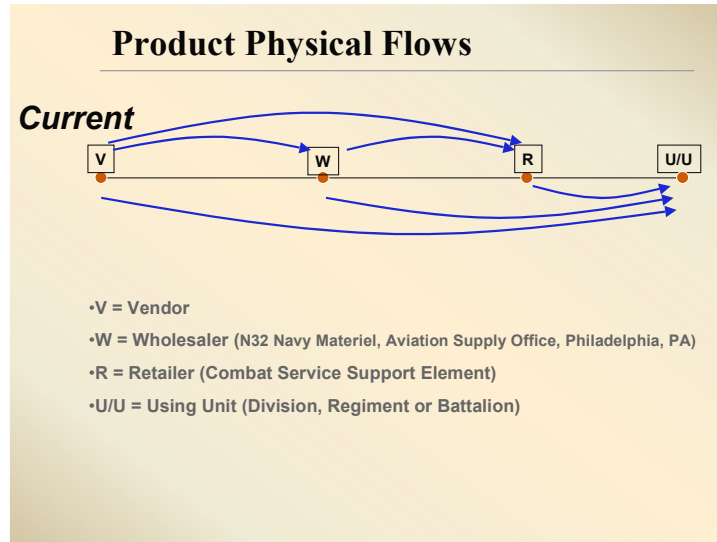 Product Physical Flows
Current
V
W
R
U/U
•V = Vendor
•W = Wholesaler (N32 Navy Materiel, Aviation Supply Office, Philadelphia, PA)
•R = Retailer (Combat Service Support Element)
•U/U = Using Unit (Division, Regiment or Battalion)